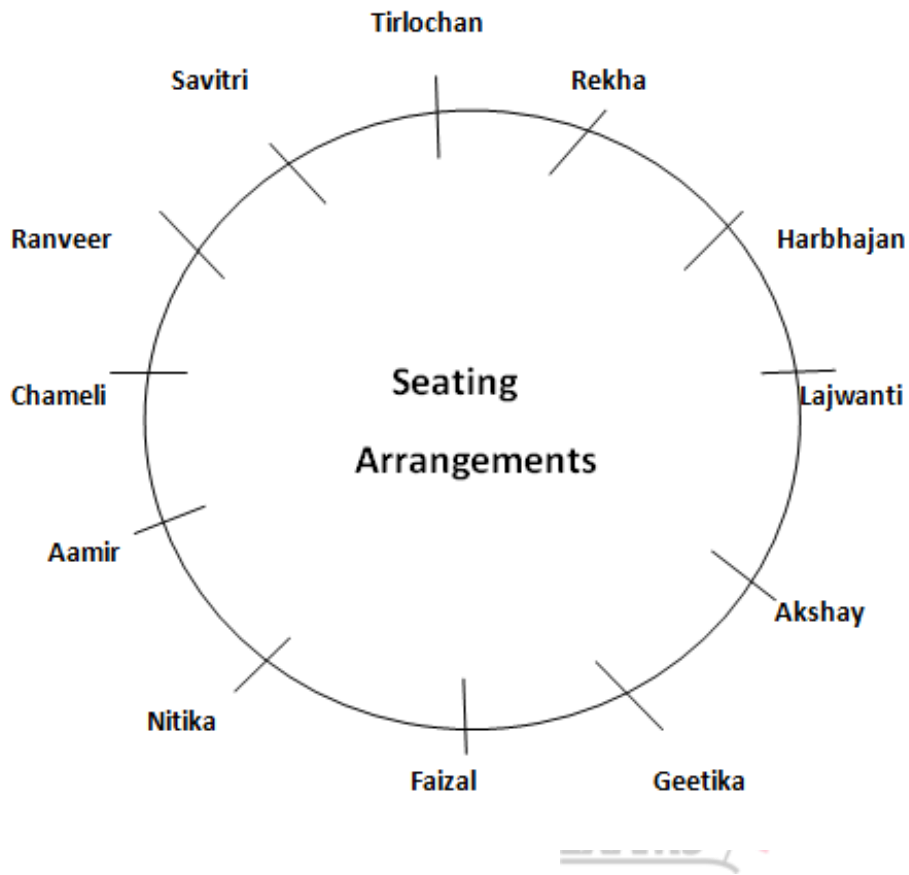 Tirlochan
Savitri
Rekha
Ranveer
Harbhajan
Seating
Chameli
Lajwanti
Arrangements
Aamir
Akshay
Nitika
Faizal
Geetika